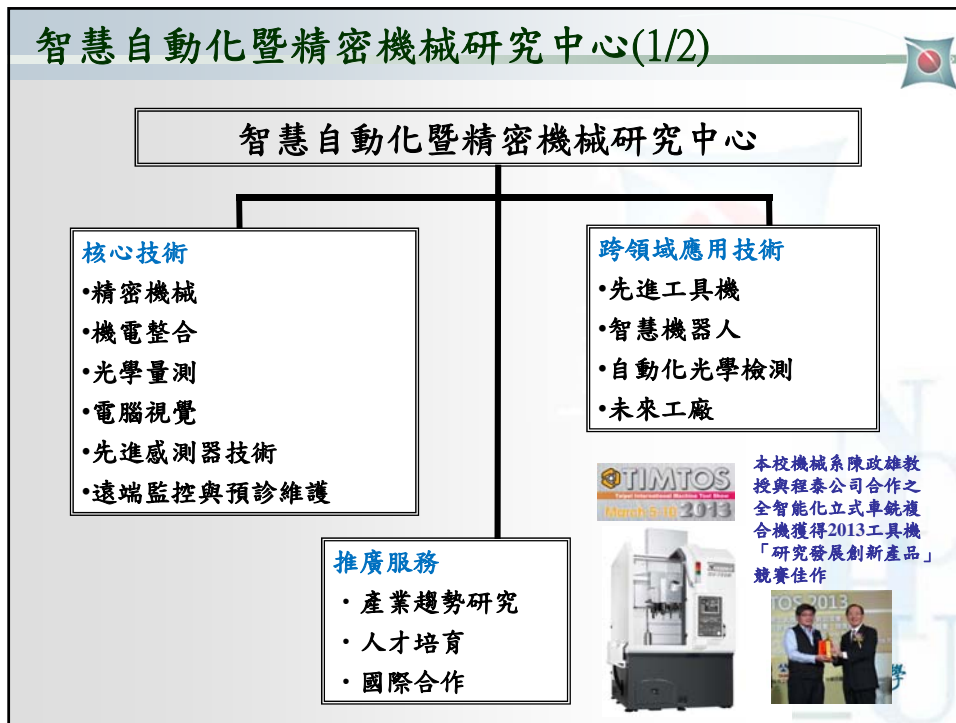 智慧自動化暨精密機械研究中心(1/2)
智慧自動化暨精密機械研究中心
核心技術
•精密機械
•機電整合
•光學量測
•電腦視覺
•先進感測器技術
•遠端監控與預診維護
跨領域應用技術
•先進工具機
•智慧機器人
•自動化光學檢測
•未來工廠
推廣服務
・產業趨勢研究
・人才培育
・國際合作
TIMTOS
Taipei International Machine Tool Show
March 5-10 2013
本校機械系陳政雄教
授與程泰公司合作之
全智能化立式車銑複
合機獲得2013工具機
「研究發展創新產品」
競賽佳作
TOS 2013